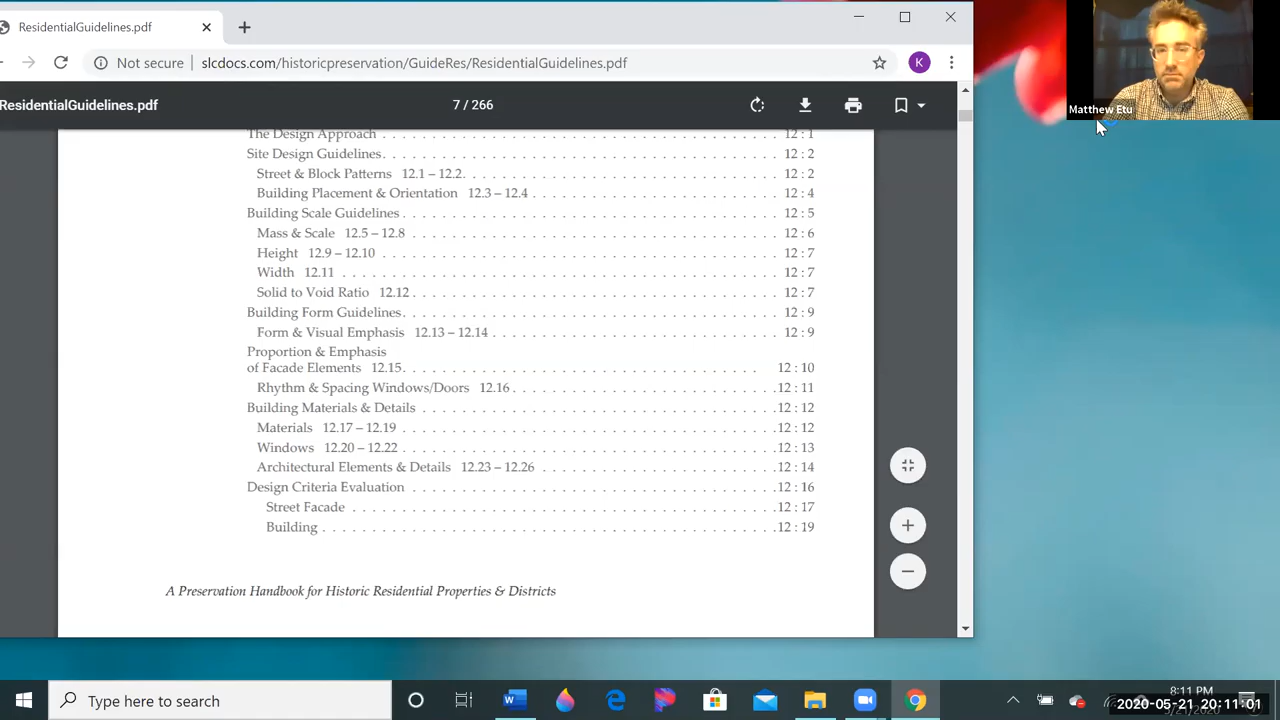 ResidentialGuidelines.pdf
Not secure slcdocs.com/historicpreservation/GuideRes/ResidentialGuidelines.pdf
K
ResidentialGuidelines.pdf 7 / 266
Matthew Etu
The Design Approach 12 : 1
Site Design Guidelines. 12 : 2
Street & Block Patterns 12.1 – 12.2. 12 : 2
Building Placement & Orientation 12.3 – 12.4 12 : 4
Building Scale Guidelines 12 : 5
Mass & Scale 12.5 – 12.8 12 : 6
Height 12.9 – 12.10 12 : 7
Width 12.11 12 : 7
Solid to Void Ratio 12.12 12 : 7
Building Form Guidelines. 12 : 9
Form & Visual Emphasis 12.13 – 12.14 12 : 9
Proportion & Emphasis
of Facade Elements 12.15. 12 : 10
Rhythm & Spacing Windows/Doors 12.16 12 : 11
Building Materials & Details 12 : 12
Materials 12.17 – 12.19 12 : 12
Windows 12.20 – 12.22 12 : 13
Architectural Elements & Details 12.23 – 12.26 12 : 14
Design Criteria Evaluation 12 : 16
Street Facade 12 : 17
Building 12 : 19
A Preservation Handbook for Historic Residential Properties & Districts
Type here to search
8:11 PM
2020-05-21 20:11:01